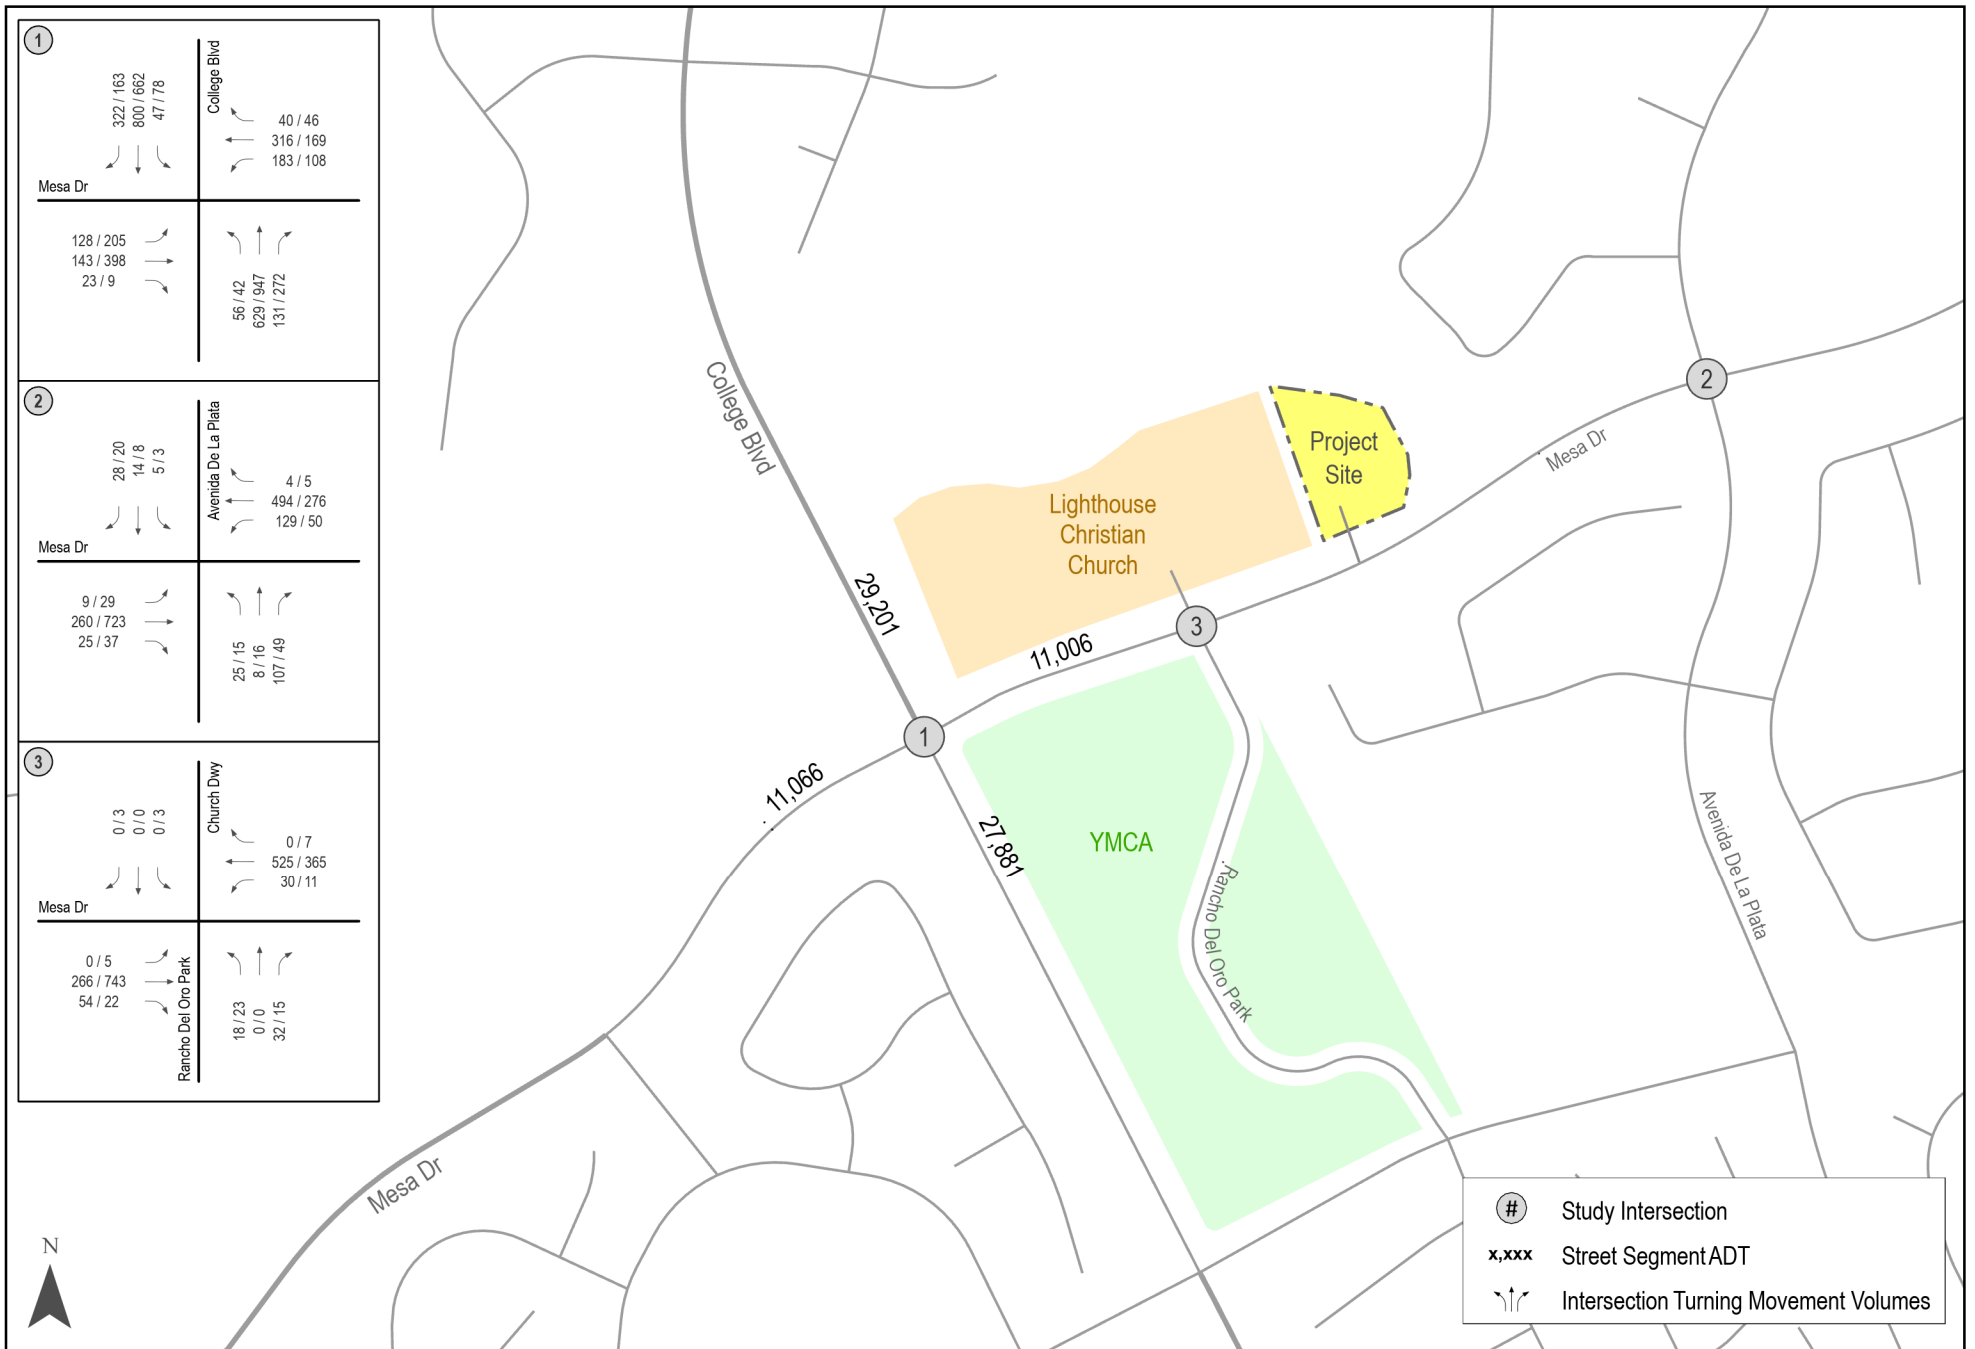 1
College Blvd
322 / 163
800 / 662
47 / 78
40 / 46
316 / 169
183 / 108
Mesa Dr
128 / 205
143 / 398
23 / 9
56 / 42
629 / 947
131 / 272
2
Avenida De La Plata
28 / 20
14 / 8
5 / 3
4 / 5
494 / 276
129 / 50
Mesa Dr
9 / 29
260 / 723
25 / 37
25 / 15
8 / 16
107 / 49
3
Church Dwy
0 / 3
0 / 0
0 / 3
0 / 7
525 / 365
30 / 11
Mesa Dr
0 / 5
266 / 743
54 / 22
Rancho Del Oro Park
18 / 23
0 / 0
32 / 15
College Blvd
Project
Site
2
Mesa Dr
Lighthouse
Christian
Church
29,201
11,006
3
1
11,066
27,881
YMCA
Rancho Del Oro Park
Avenida De La Plata
Mesa Dr
N
# Study Intersection
x,xxx Street Segment ADT
Intersection Turning Movement Volumes